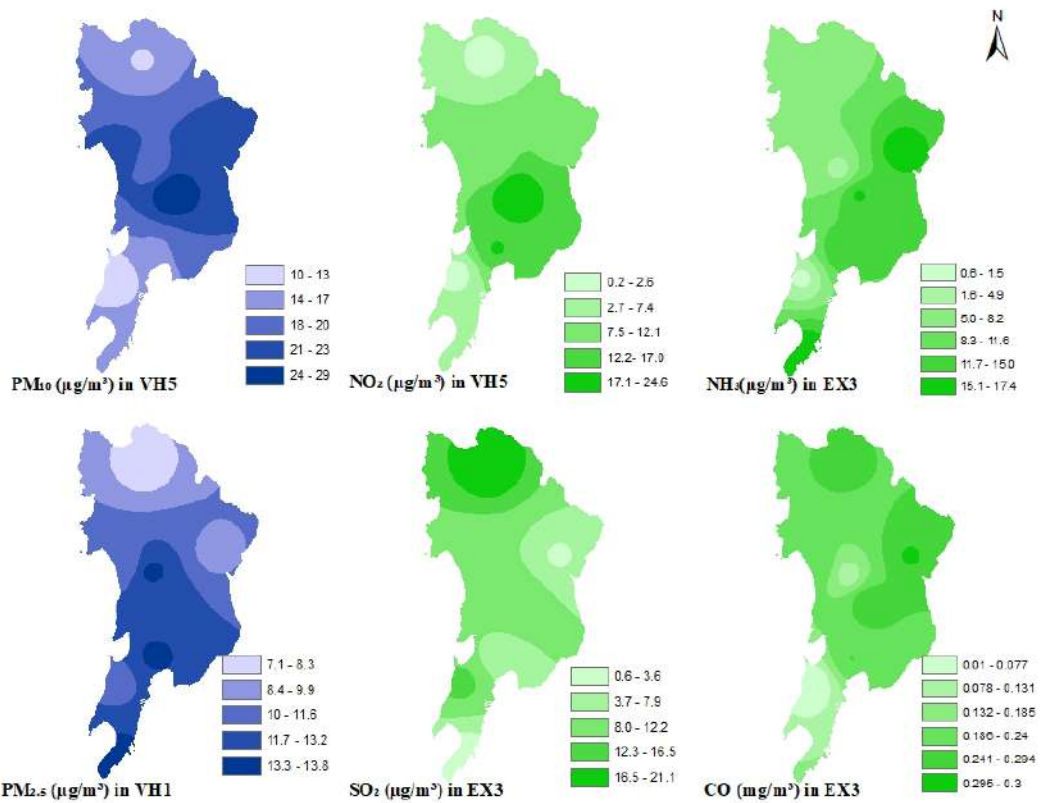 N
10 - 13
14 - 17
18 - 20
21 - 23
24 - 29
PM₁₀ (µg/m³) in VH5
0.2 - 2.6
2.7 - 7.4
7.5 - 12.1
12.2- 17.0
17.1 - 24.6
NO₂ (µg/m³) in VH5
0.6 - 1.5
1.6 - 4.9
5.0 - 8.2
8.3 - 11.6
11.7 - 15.0
15.1 - 17.4
NH₃(µg/m³) in EX3
7.1 - 8.3
8.4 - 9.9
10 - 11.6
11.7 - 13.2
13.3 - 13.8
PM₂.₅ (µg/m³) in VH1
0.6 - 3.6
3.7 - 7.9
8.0 - 12.2
12.3 - 16.5
16.5 - 21.1
SO₂ (µg/m³) in EX3
0.01 - 0.077
0.078 - 0.131
0.132 - 0.185
0.186 - 0.24
0.241 - 0.294
0.295 - 0.3
CO (mg/m³) in EX3